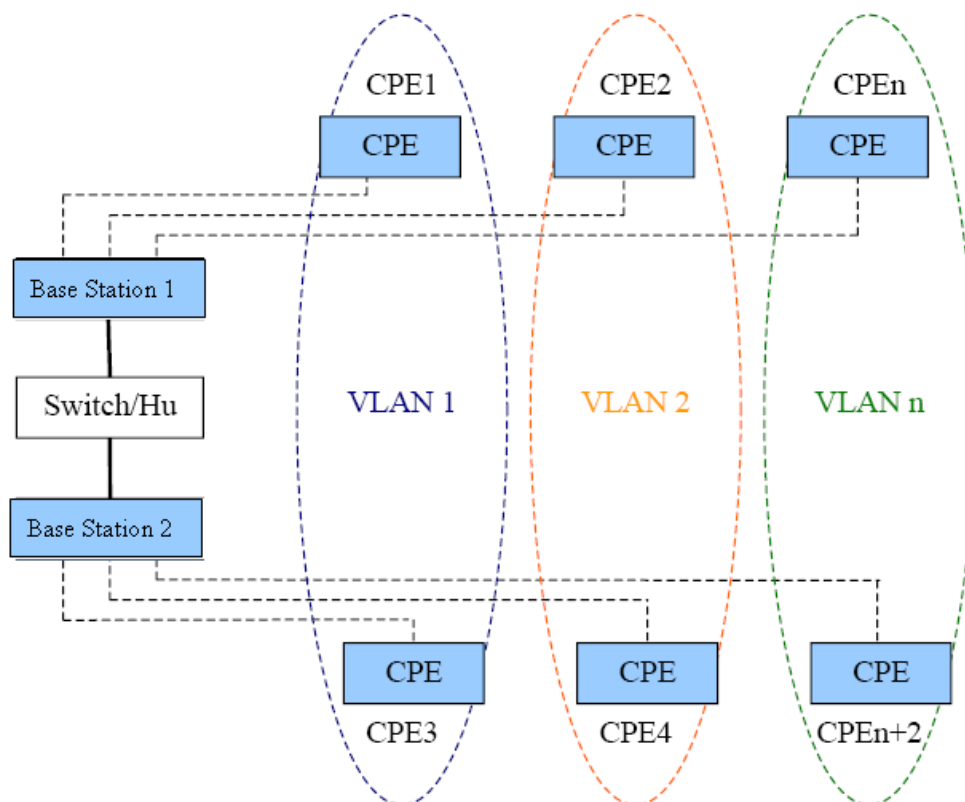 CPE1 CPE2 CPEn
CPE CPE CPE
Base Station 1
Switch/Hu
VLAN 1 VLAN 2 VLAN n
Base Station 2
CPE CPE CPE
CPE3 CPE4 CPEn+2